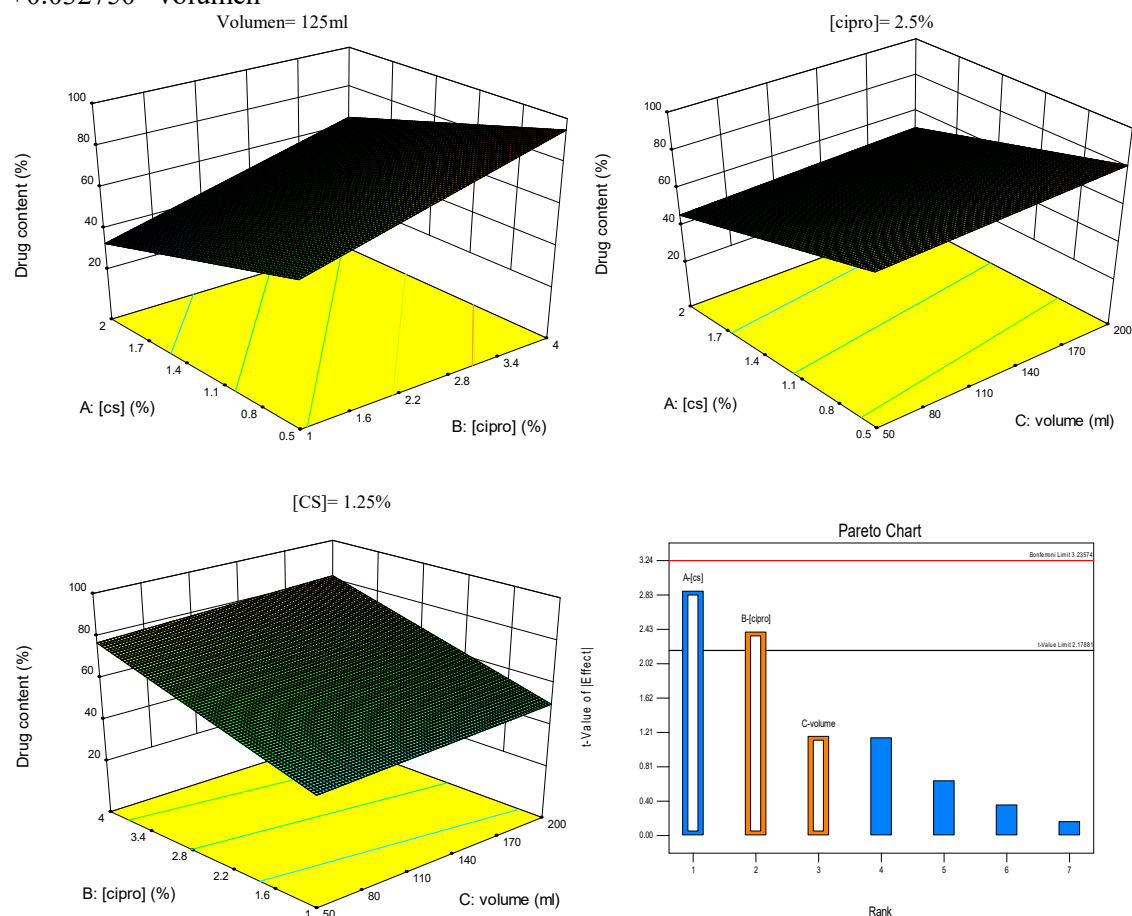 +0.032750 * volumen
Volumen= 125ml
100
80
60
40
20
Drug content (%)
2
1.7
1.4
1.1
0.8
0.5
A: [cs] (%)
1
1.6
2.2
2.8
3.4
4
B: [cipro] (%)
[cipro]= 2.5%
100
80
60
40
20
Drug content (%)
2
1.7
1.4
1.1
0.8
0.5
A: [cs] (%)
50
80
110
140
170
200
C: volume (ml)
[CS]= 1.25%
100
80
60
40
20
Drug content (%)
4
3.4
2.8
2.2
1.6
1
B: [cipro] (%)
50
80
110
140
170
200
C: volume (ml)
Pareto Chart
t-Value of |Effect|
3.24
2.83
2.43
2.02
1.62
1.21
0.81
0.40
0.00
Bonferroni Limit 3.23574
t-Value Limit 2.17881
A-[cs]
B-[cipro]
C-volume
1 2 3 4 5 6 7
Rank